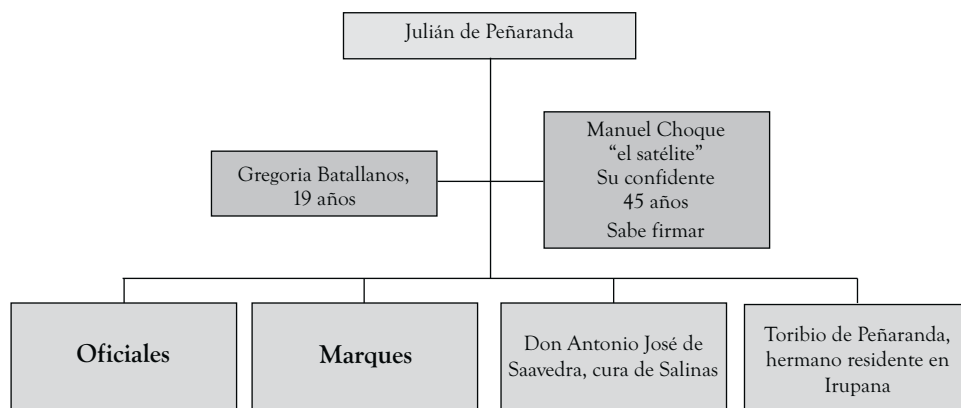 Julián de Peñaranda
Gregoria Batallanos,
19 años
Manuel Choque
“el satélite”
Su confidente
45 años
Sabe firmar
Oficiales
Marques
Don Antonio José de
Saavedra, cura de Salinas
Toribio de Peñaranda,
hermano residente en
Irupana